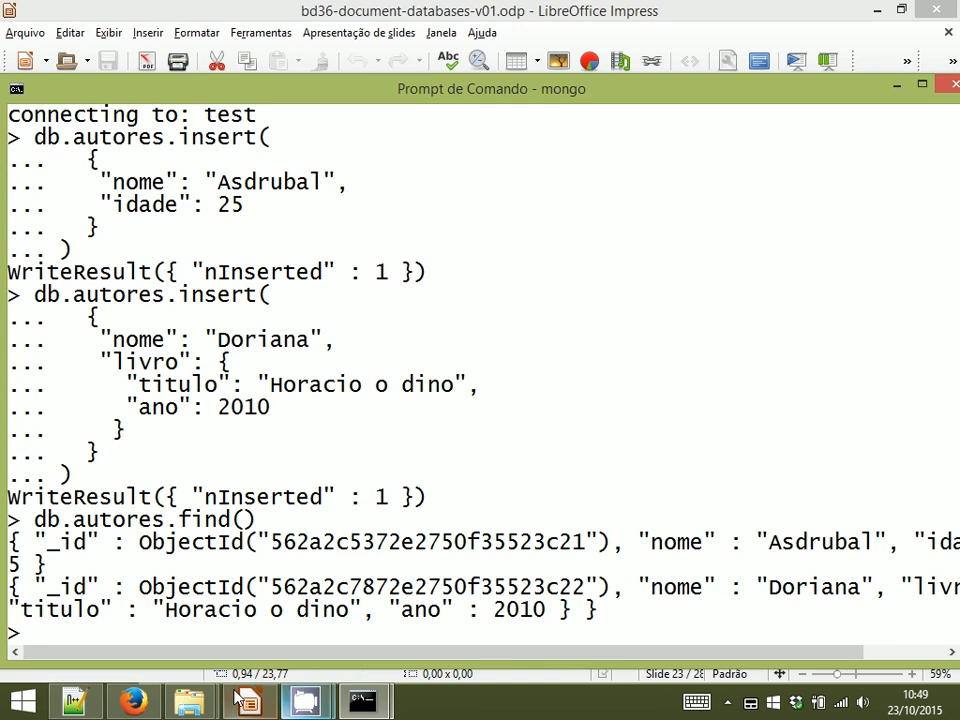 bd36-document-databases-v01.odp - LibreOffice Impress
Arquivo Editar Exibir Inserir Formatar Ferramentas Apresentação de slides Janela Ajuda
Abc
Prompt de Comando - mongo
connecting to: test
> db.autores.insert(
... {
... "nome": "Asdrubal",
... "idade": 25
... }
... )
WriteResult({ "nInserted" : 1 })
> db.autores.insert(
... {
... "nome": "Doriana",
... "livro": {
... "titulo": "Horacio o dino",
... "ano": 2010
... }
... }
... )
WriteResult({ "nInserted" : 1 })
> db.autores.find()
{ "_id" : ObjectId("562a2c5372e2750f35523c21"), "nome" : "Asdrubal", "ida
5 }
{ "_id" : ObjectId("562a2c7872e2750f35523c22"), "nome" : "Doriana", "livr
"titulo" : "Horacio o dino", "ano" : 2010 } }
>
0,94 / 23,77 0,00 x 0,00 Slide 23 / 28 Padrão 59%
10:49
23/10/2015